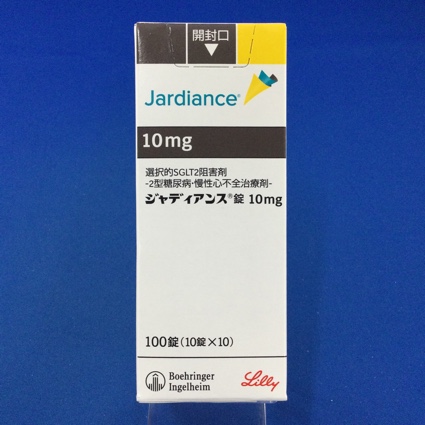 開封口
Jardiance®
10mg
選択的SGLT2阻害剤
-2型糖尿病・慢性心不全治療剤-
ジャディアンス®錠 10mg
100錠(10錠×10)
Boehringer
Ingelheim
Lilly